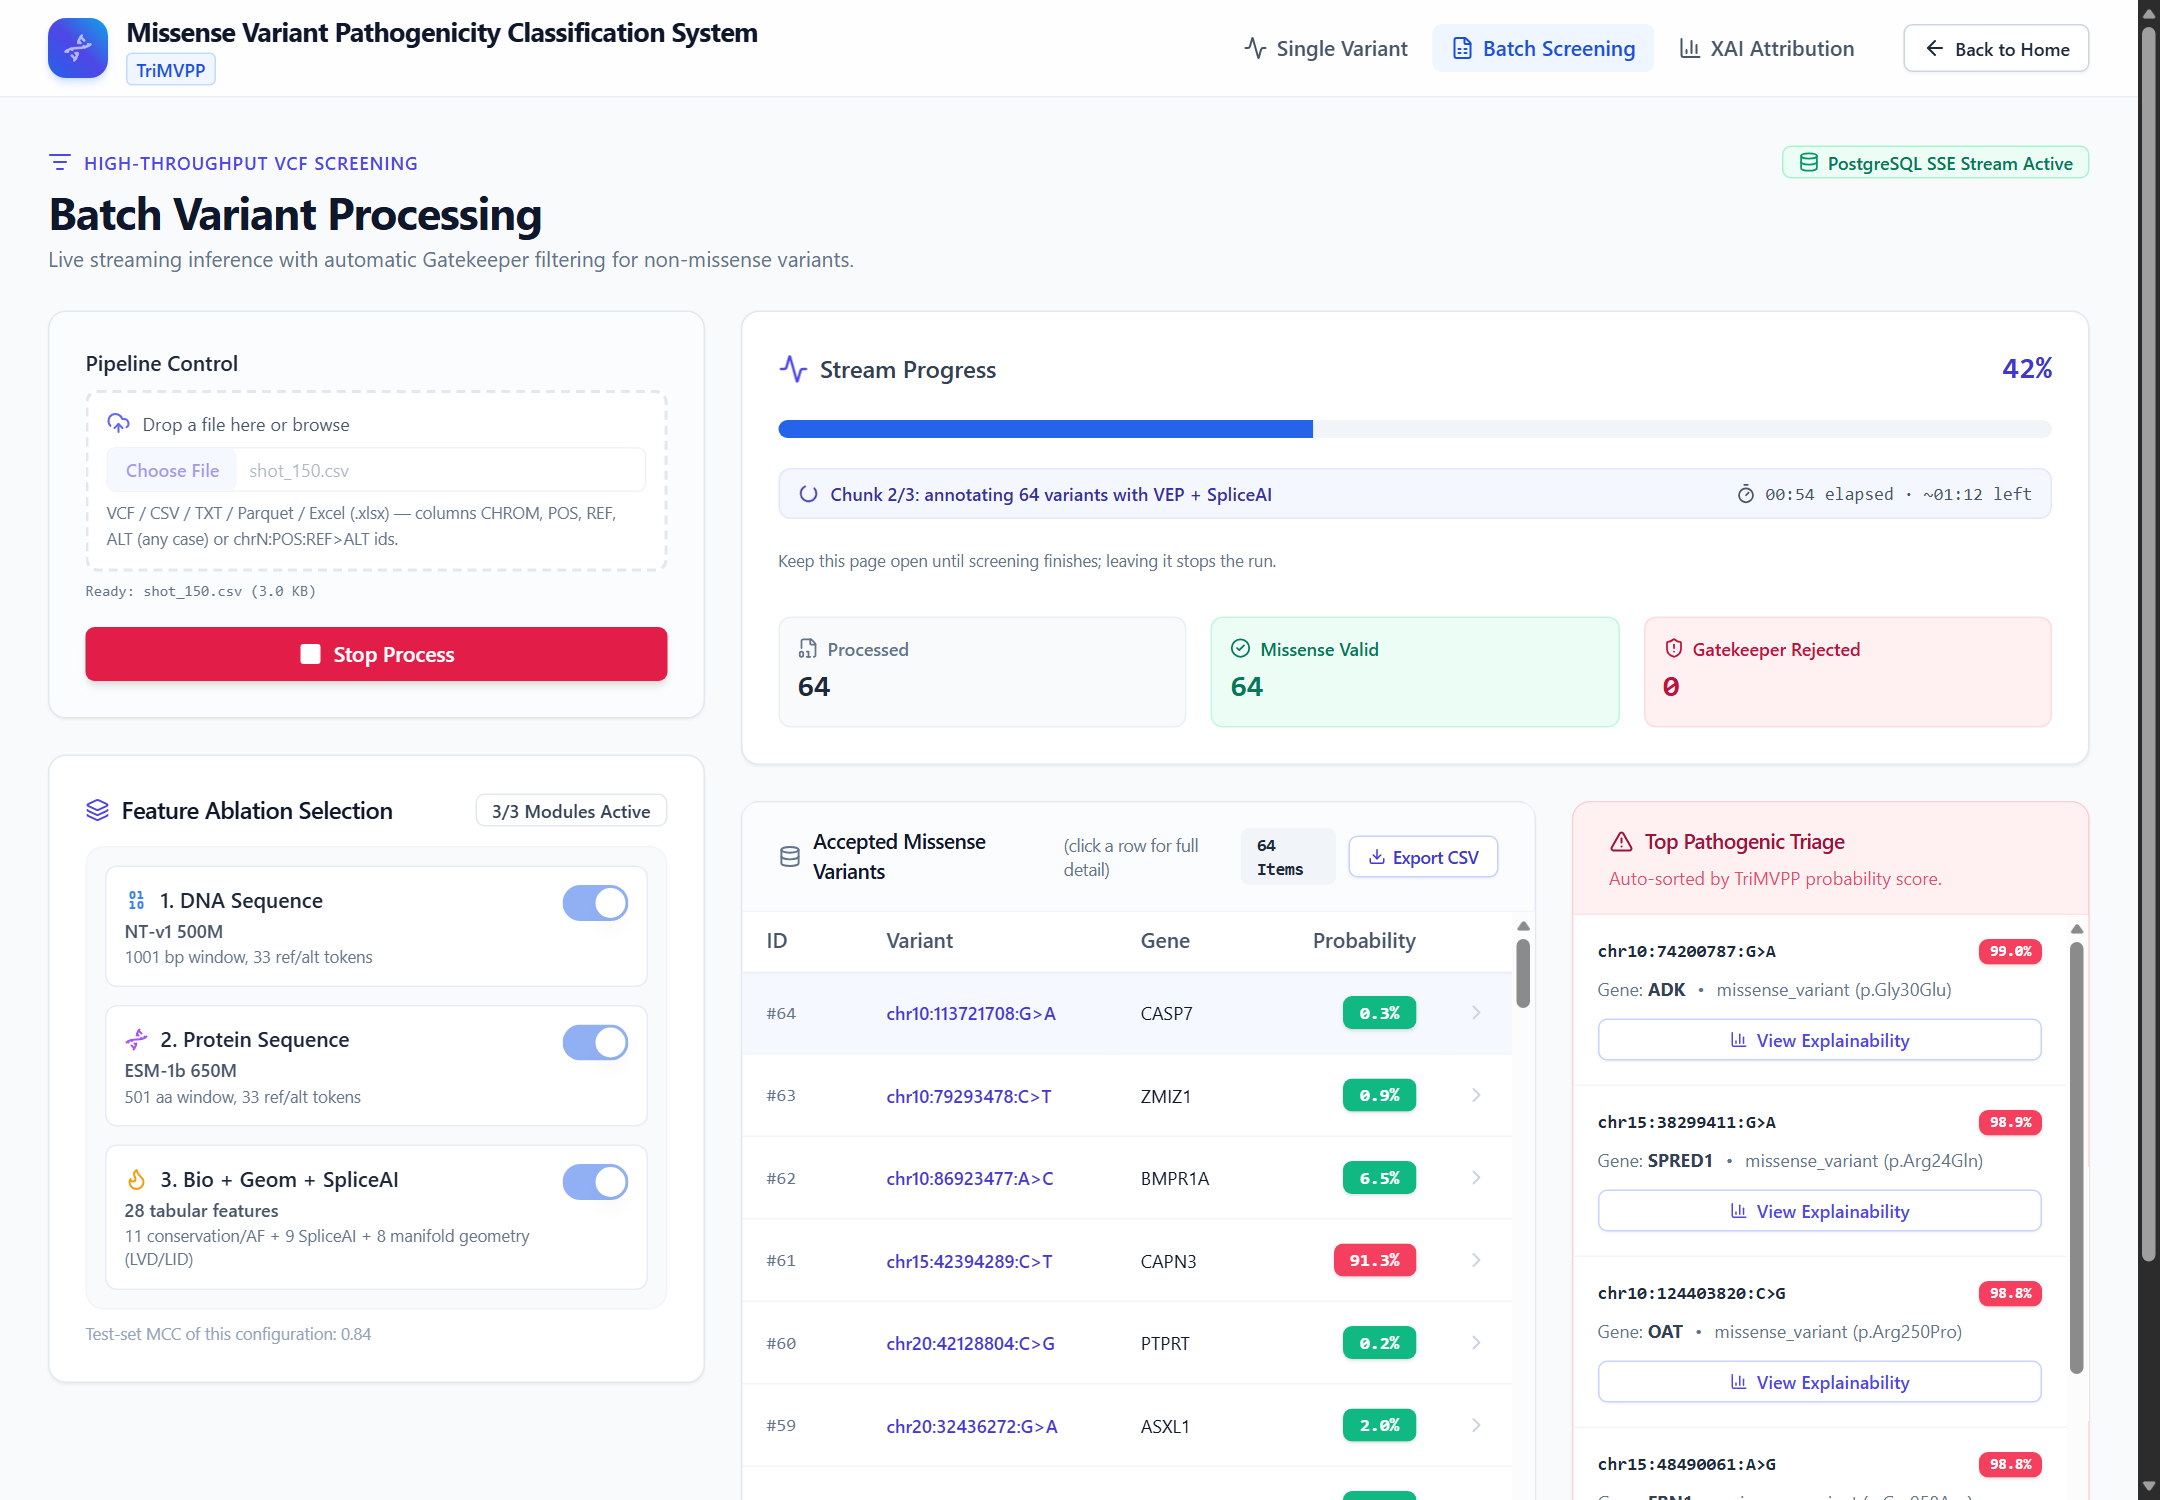 Missense Variant Pathogenicity Classification System
TriMVPP
Single Variant
Batch Screening
XAI Attribution
Back to Home
HIGH-THROUGHPUT VCF SCREENING
PostgreSQL SSE Stream Active
Batch Variant Processing
Live streaming inference with automatic Gatekeeper filtering for non-missense variants.
Pipeline Control
Drop a file here or browse
Choose File shot_150.csv
VCF / CSV / TXT / Parquet / Excel (.xlsx) — columns CHROM, POS, REF,
ALT (any case) or chrN:POS:REF>ALT ids.
Ready: shot_150.csv (3.0 KB)
Stop Process
Feature Ablation Selection
3/3 Modules Active
1. DNA Sequence
NT-v1 500M
1001 bp window, 33 ref/alt tokens
2. Protein Sequence
ESM-1b 650M
501 aa window, 33 ref/alt tokens
3. Bio + Geom + SpliceAI
28 tabular features
11 conservation/AF + 9 SpliceAI + 8 manifold geometry
(LVD/LID)
Test-set MCC of this configuration: 0.84
Stream Progress
42%
Chunk 2/3: annotating 64 variants with VEP + SpliceAI
00:54 elapsed · ~01:12 left
Keep this page open until screening finishes; leaving it stops the run.
Processed
64
Missense Valid
64
Gatekeeper Rejected
0
Accepted Missense
Variants
(click a row for full
detail)
64
Items
Export CSV
ID Variant Gene Probability
#64 chr10:113721708:G>A CASP7 0.3%
#63 chr10:79293478:C>T ZMIZ1 0.9%
#62 chr10:86923477:A>C BMPR1A 6.5%
#61 chr15:42394289:C>T CAPN3 91.3%
#60 chr20:42128804:C>G PTPRT 0.2%
#59 chr20:32436272:G>A ASXL1 2.0%
Top Pathogenic Triage
Auto-sorted by TriMVPP probability score.
chr10:74200787:G>A 99.0%
Gene: ADK • missense_variant (p.Gly30Glu)
View Explainability
chr15:38299411:G>A 98.9%
Gene: SPRED1 • missense_variant (p.Arg24Gln)
View Explainability
chr10:124403820:C>G 98.8%
Gene: OAT • missense_variant (p.Arg250Pro)
View Explainability
chr15:48490061:A>G 98.8%